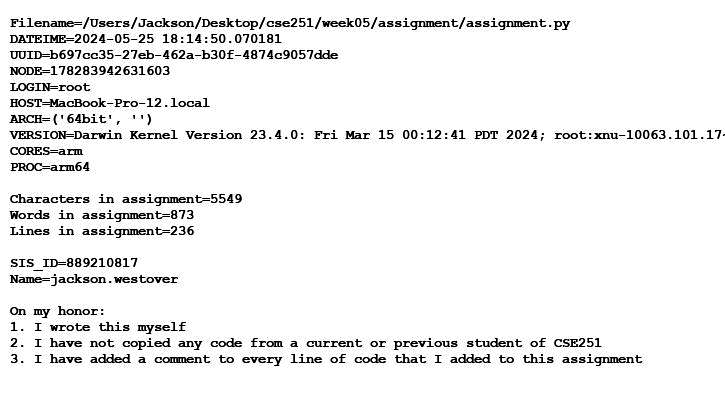 Filename=/Users/Jackson/Desktop/cse251/week05/assignment/assignment.py
DATEIME=2024-05-25 18:14:50.070181
UUID=b697cc35-27eb-462a-b30f-4874c9057dde
NODE=178283942631603
LOGIN=root
HOST=MacBook-Pro-12.local
ARCH=('64bit', '')
VERSION=Darwin Kernel Version 23.4.0: Fri Mar 15 00:12:41 PDT 2024; root:xnu-10063.101.17~
CORES=arm
PROC=arm64
Characters in assignment=5549
Words in assignment=873
Lines in assignment=236
SIS_ID=889210817
Name=jackson.westover
On my honor:
1. I wrote this myself
2. I have not copied any code from a current or previous student of CSE251
3. I have added a comment to every line of code that I added to this assignment